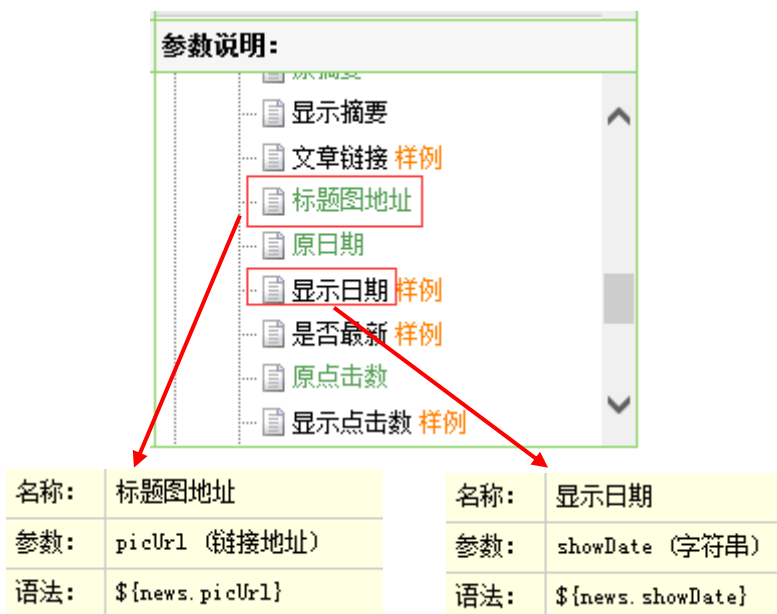 参数说明:
原摘要
显示摘要
文章链接 样例
标题图地址
原日期
显示日期 样例
是否最新 样例
原点击数
显示点击数 样例
名称: 标题图地址
参数: picUrl (链接地址)
语法: ${news.picUrl}
名称: 显示日期
参数: showDate (字符串)
语法: ${news.showDate}